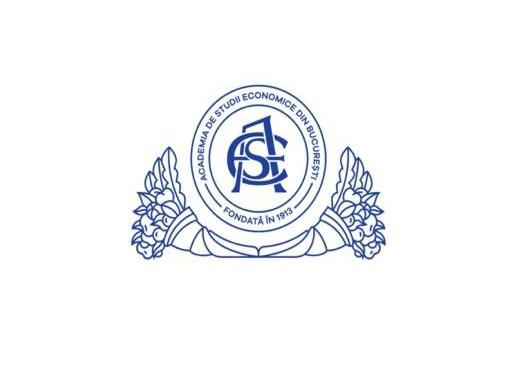 ACADEMIA DE STUDII ECONOMICE DIN BUCUREȘTI
ASE
FONDATĂ ÎN 1913